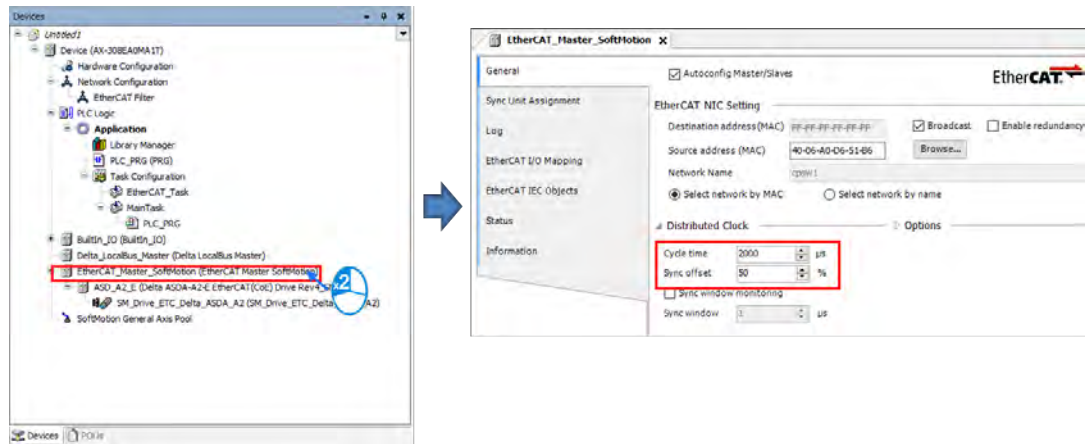 Devices
Untitled1
Device (AX-308EA0MA1T)
Hardware Configuration
Network Configuration
EtherCAT Filter
PLC Logic
Application
Library Manager
PLC_PRG (PRG)
Task Configuration
EtherCAT_Task
MainTask
PLC_PRG
BuiltIn_IO (BuiltIn_IO)
Delta_LocalBus_Master (Delta LocalBus Master)
EtherCAT_Master_SoftMotion (EtherCAT Master SoftMotion)
x2
ASD_A2_E (Delta ASDA-A2-E EtherCAT(CoE) Drive Rev4
SM_Drive_ETC_Delta_ASDA_A2 (SM_Drive_ETC_Delta A2)
SoftMotion General Axis Pool
Devices POUs
EtherCAT_Master_SoftMotion
General
Sync Unit Assignment
Log
EtherCAT I/O Mapping
EtherCAT IEC Objects
Status
Information
Autoconfig Master/Slaves
EtherCAT
EtherCAT NIC Setting
Destination address (MAC) FF-FF-FF-FF-FF-FF Broadcast Enable redundancy
Source address (MAC) 40-06-A0-D6-51-B6 Browse...
Network Name cpsw1
Select network by MAC Select network by name
Distributed Clock Options
Cycle time 2000 µs
Sync offset 50 %
Sync window monitoring
Sync window 1 µs